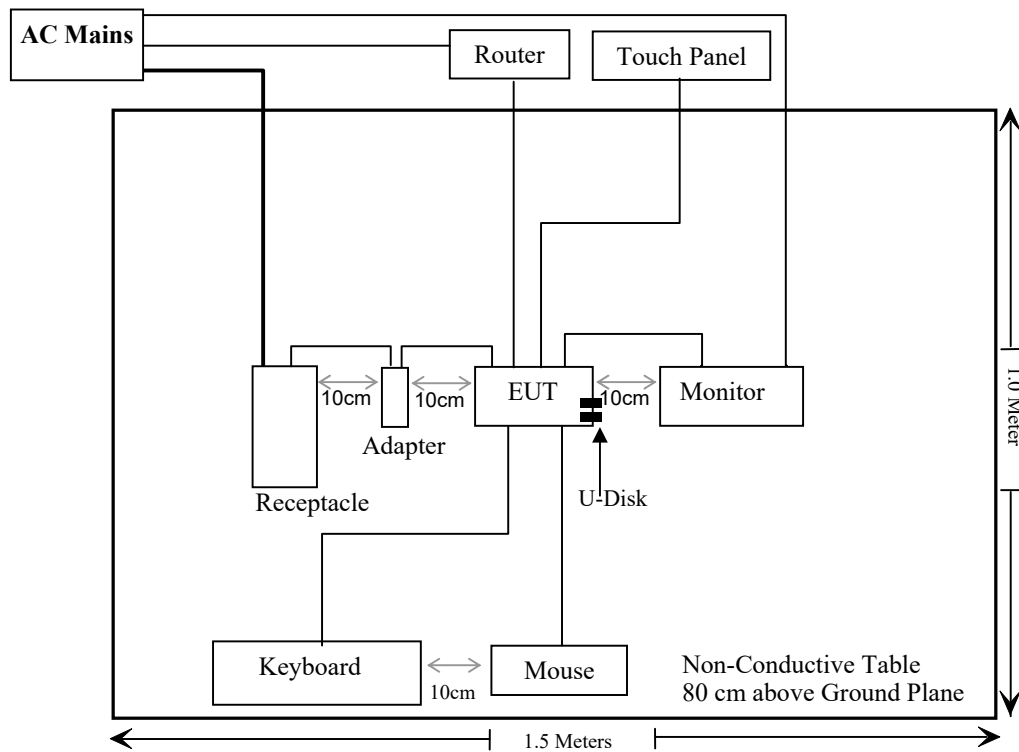 AC Mains
Router
Touch Panel
10cm
10cm
EUT
10cm
Monitor
Adapter
Receptacle
U-Disk
1.0 Meter
Keyboard
10cm
Mouse
Non-Conductive Table
80 cm above Ground Plane
1.5 Meters